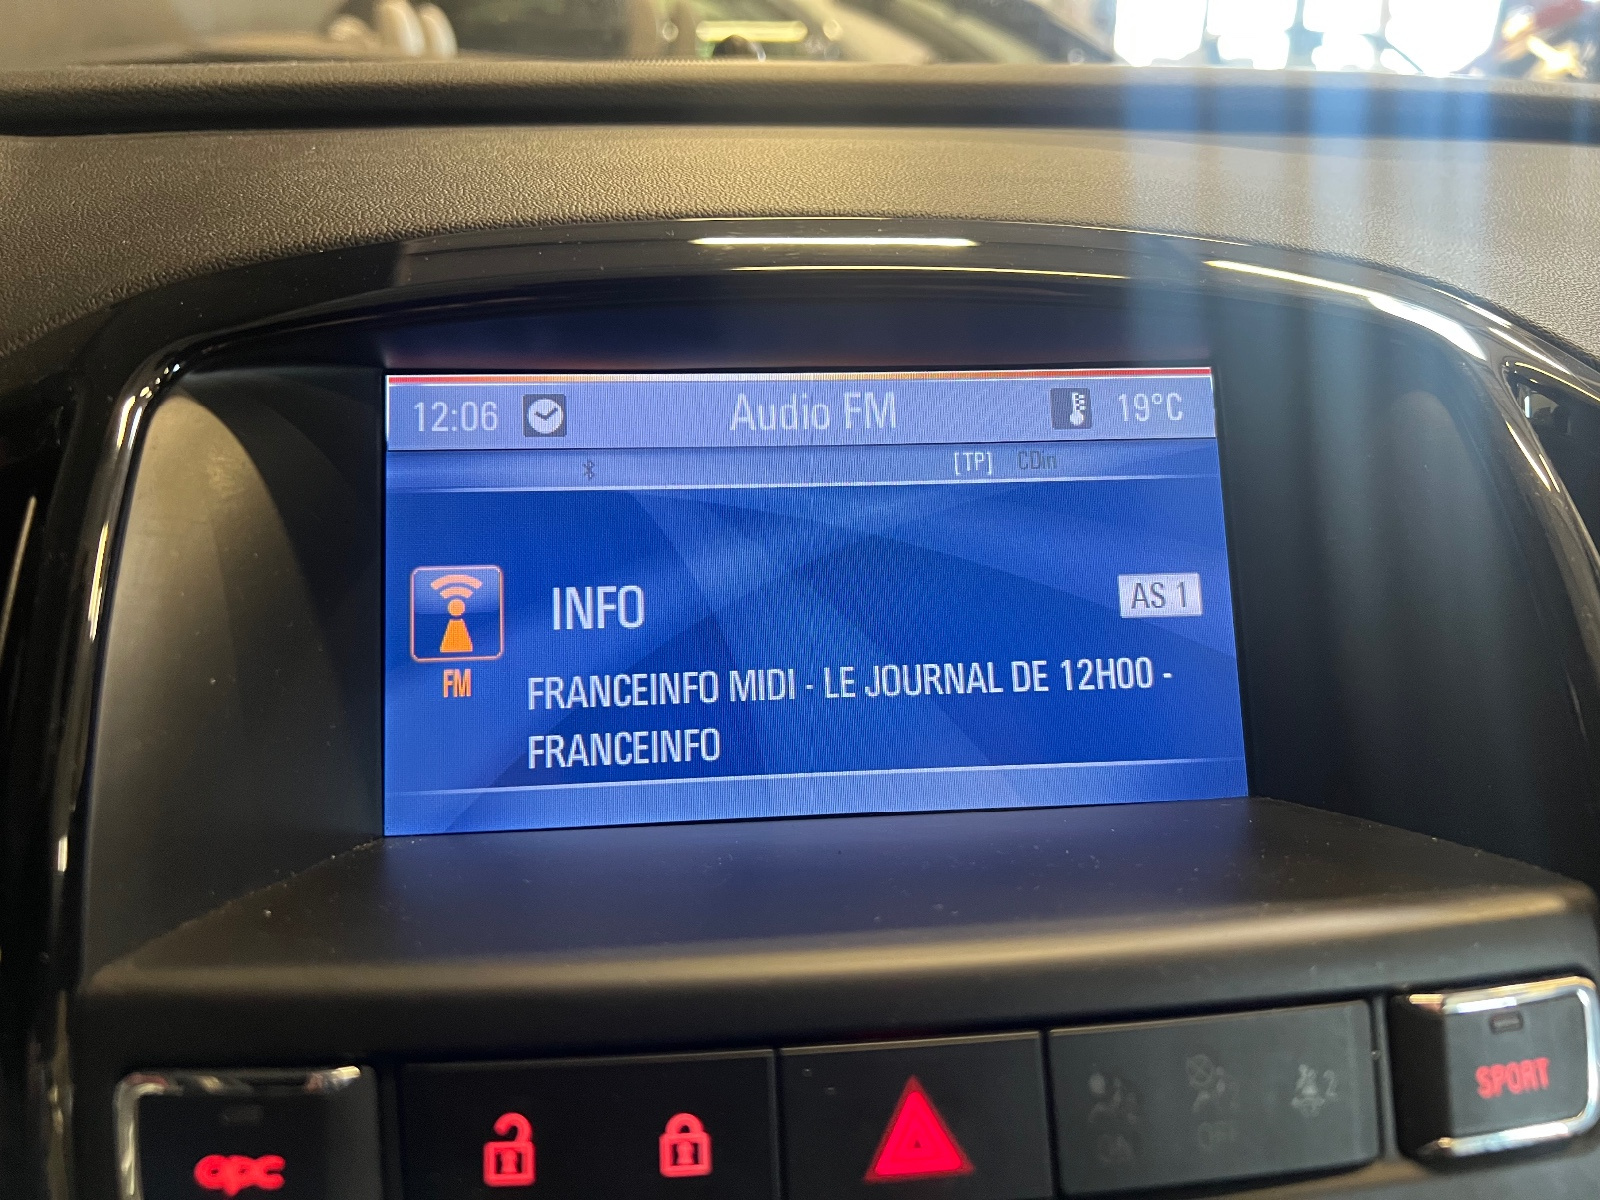 12:06 Audio FM 19°C
[TP] CDin
INFO AS 1
FM
FRANCEINFO MIDI - LE JOURNAL DE 12H00 -
FRANCEINFO
SPORT
OPC